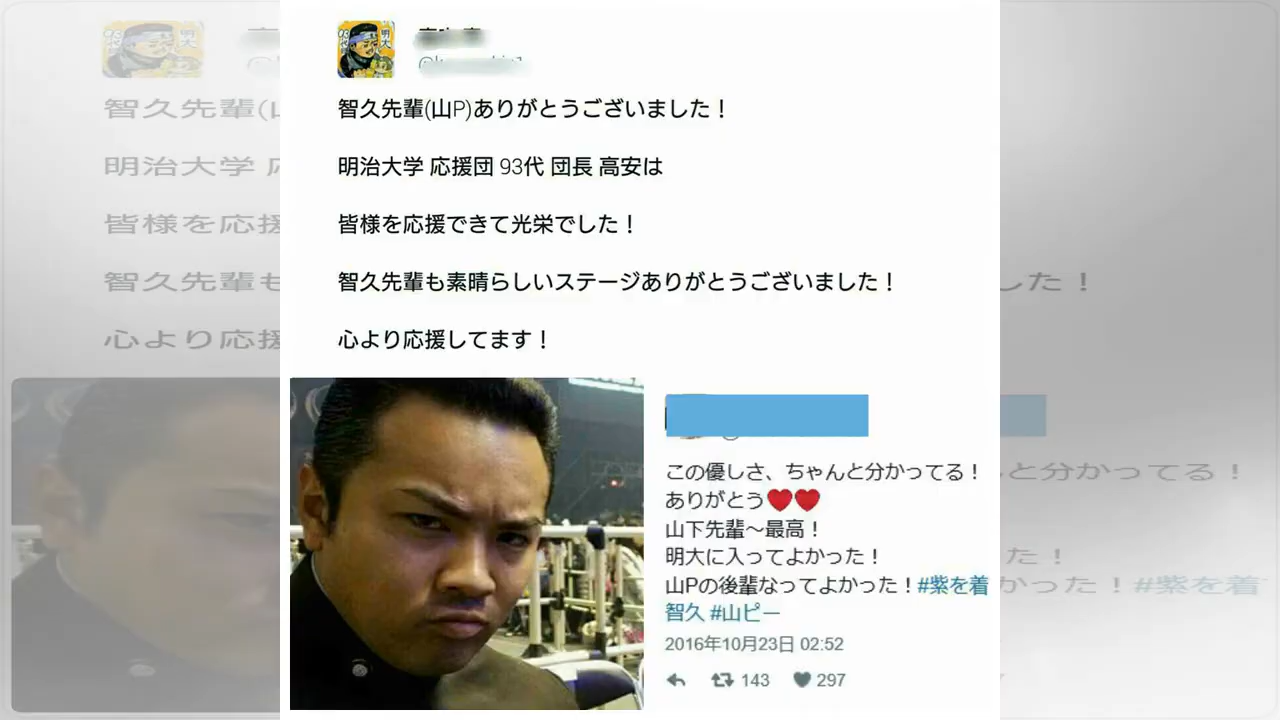 智久先輩(山P)ありがとうございました！
明治大学 応援団 93代 団長 高安は
皆様を応援できて光栄でした！
智久先輩も素晴らしいステージありがとうございました！
心より応援してます！
この優しさ、ちゃんと分かってる！
ありがとう❤❤
山下先輩〜最高！
明大に入ってよかった！
山Pの後輩なってよかった！#紫を着
智久 #山ピー
2016年10月23日 02:52
143 297